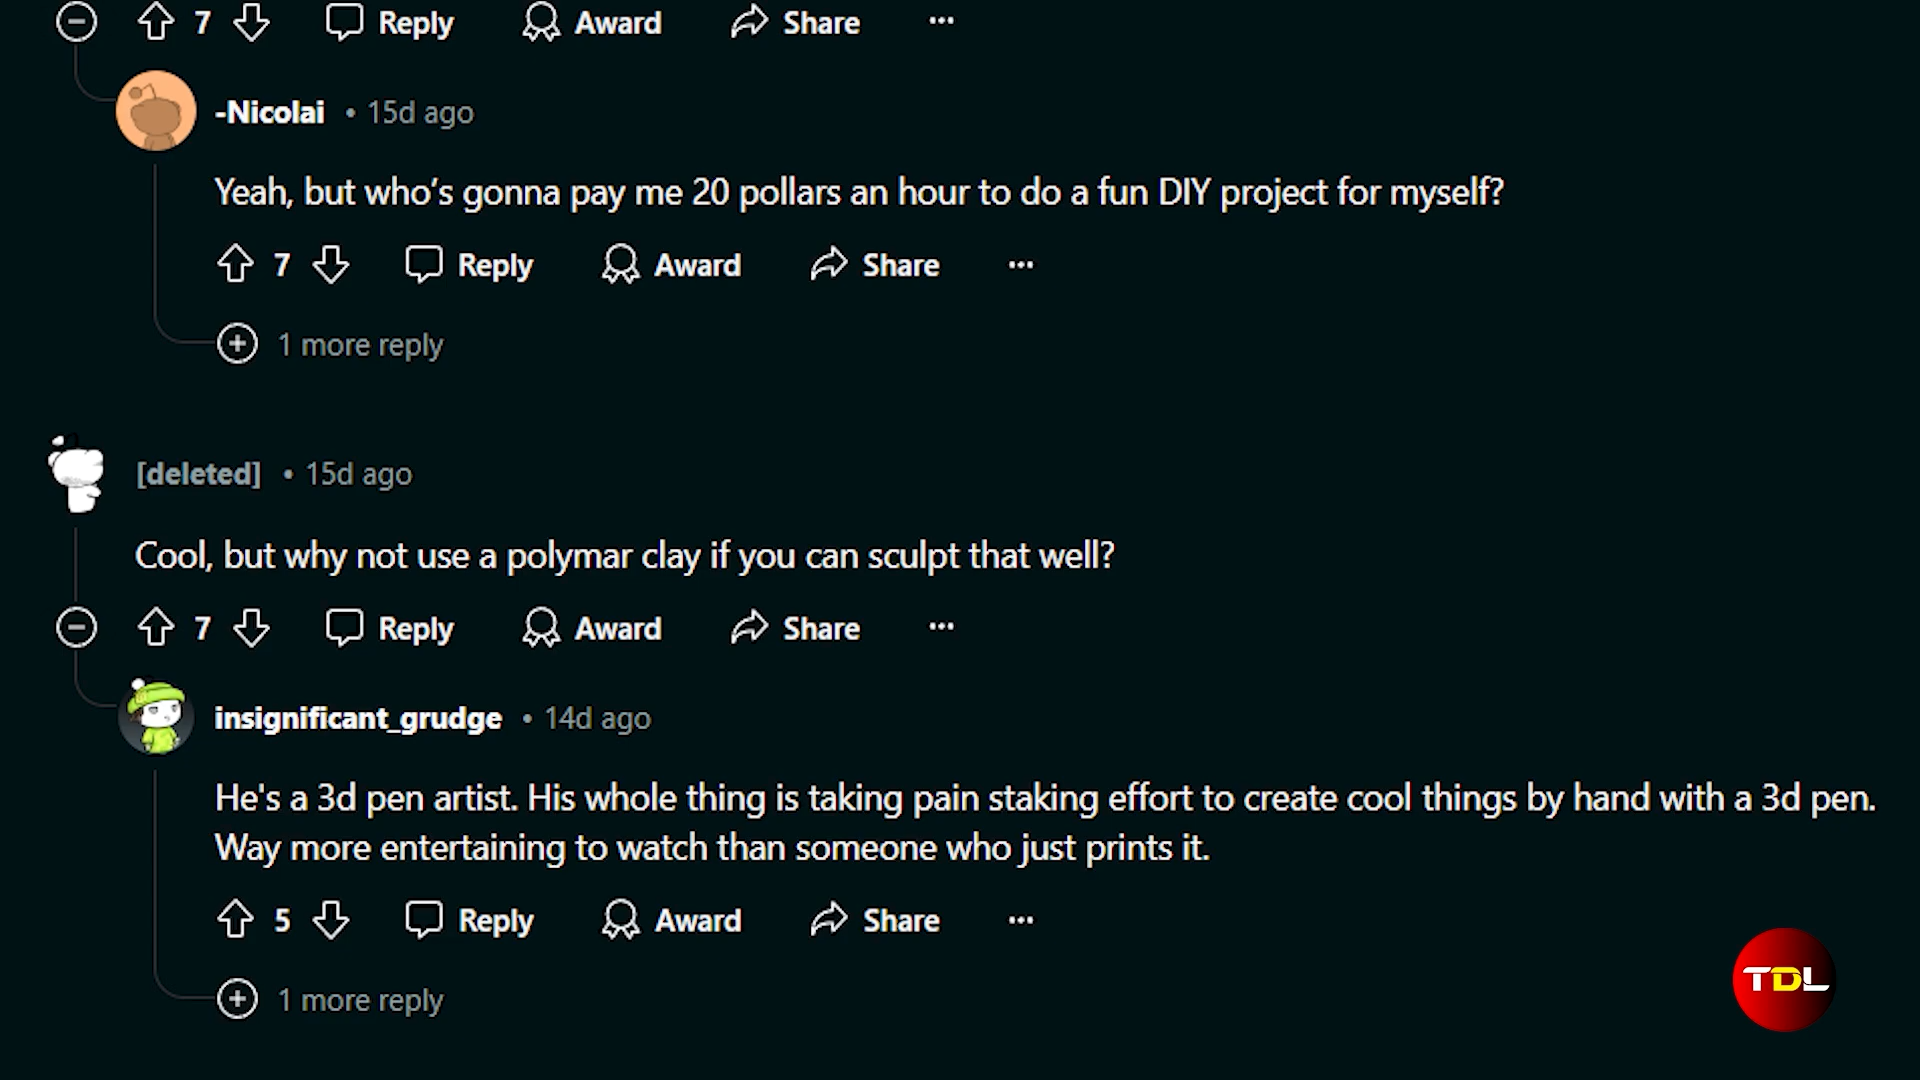 7 Reply Award Share ...
-Nicolai • 15d ago
Yeah, but who’s gonna pay me 20 pollars an hour to do a fun DIY project for myself?
7 Reply Award Share ...
1 more reply
[deleted] • 15d ago
Cool, but why not use a polymar clay if you can sculpt that well?
7 Reply Award Share ...
insignificant_grudge • 14d ago
He's a 3d pen artist. His whole thing is taking pain staking effort to create cool things by hand with a 3d pen.
Way more entertaining to watch than someone who just prints it.
5 Reply Award Share ...
1 more reply
TDL